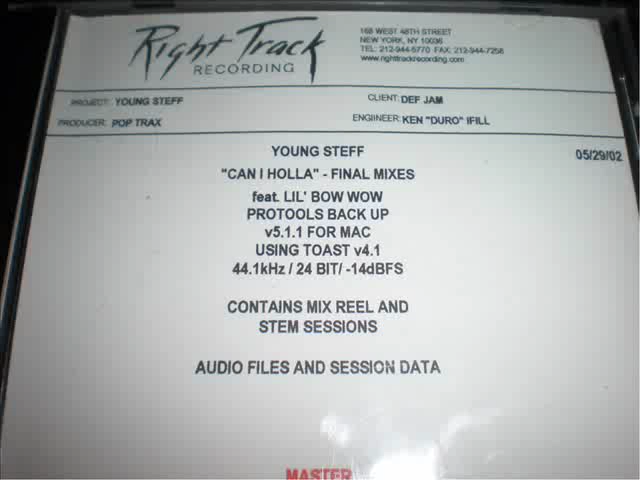 Right Track
RECORDING
168 WEST 48TH STREET
NEW YORK, NY 10036
TEL: 212-944-5770 FAX: 212-944-7258
www.righttrackrecording.com
PROJECT: YOUNG STEFF
CLIENT: DEF JAM
PRODUCER: POP TRAX
ENGINEER: KEN "DURO" IFILL
YOUNG STEFF
05/29/02
"CAN I HOLLA" - FINAL MIXES
feat. LIL' BOW WOW
PROTOOLS BACK UP
v5.1.1 FOR MAC
USING TOAST v4.1
44.1kHz / 24 BIT/ -14dBFS
CONTAINS MIX REEL AND
STEM SESSIONS
AUDIO FILES AND SESSION DATA
MASTER